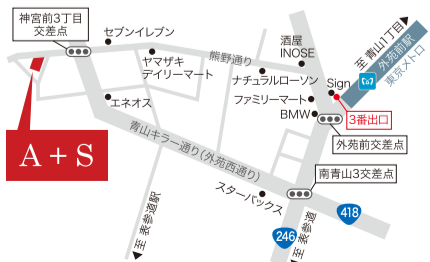 神宮前3丁目
交差点
セブンイレブン
ヤマザキ
デイリーマート
熊野通り
酒屋
INOSE
ナチュラルローソン
Sign
至 青山1丁目
外苑前駅
東京メトロ
ファミリーマート
BMW
3番出口
外苑前交差点
エネオス
青山キラー通り(外苑西通り)
A+S
南青山3交差点
スターバックス
至 表参道駅
至 表参道
246
418